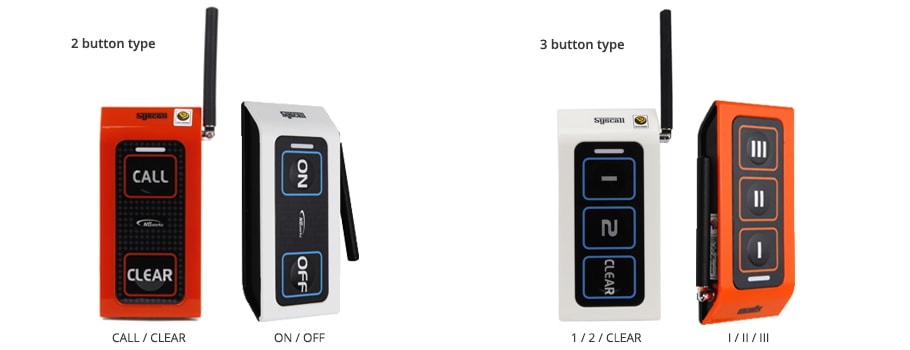 2 button type
3 button type
Syscall
CALL
CLEAR
Syscall
ON
OFF
Syscall
1
2
CLEAR
III
II
I
CALL / CLEAR
ON / OFF
1 / 2 / CLEAR
I / II / III